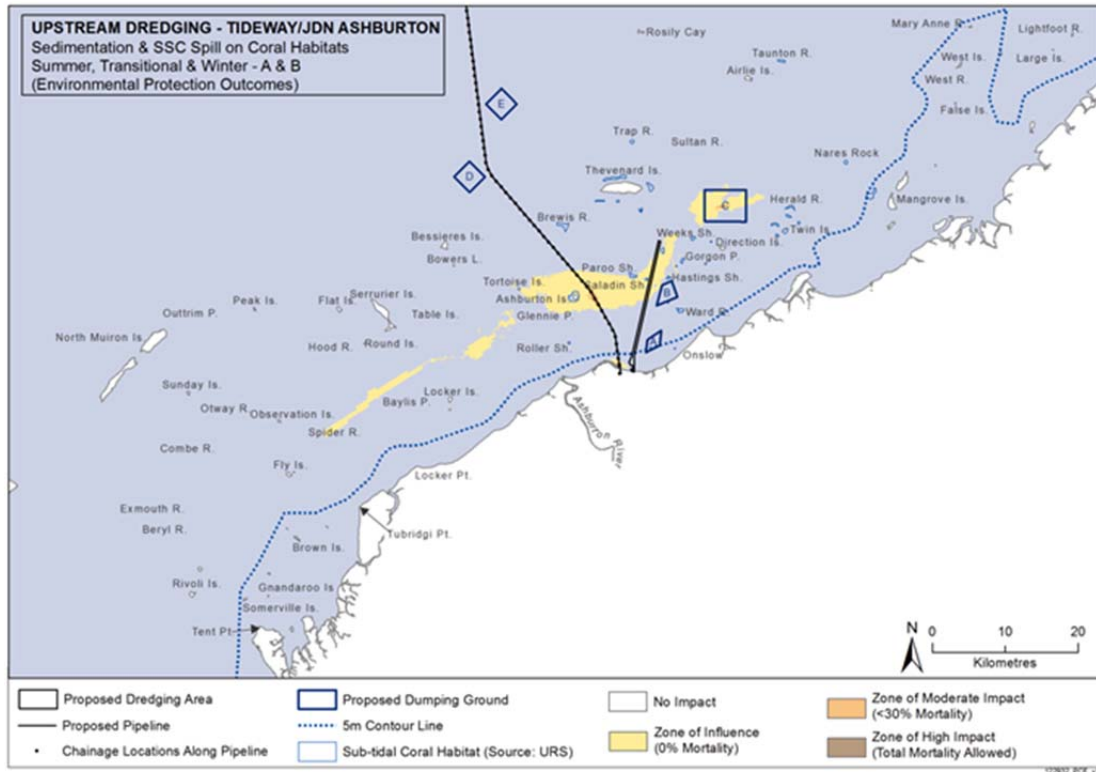 UPSTREAM DREDGING - TIDEWAY/JDN ASHBURTON
Sedimentation & SSC Spill on Coral Habitats
Summer, Transitional & Winter - A & B
(Environmental Protection Outcomes)
Rosily Cay
Mary Anne R.
Lightfoot R.
Taunton R.
Airlie Is.
West Is.
Large Is.
West R.
False Is.
E
Trap R.
Sultan R.
Nares Rock
D
Thevenard Is.
Mangrove Is.
C
Herald R.
Brewis R.
Twin Is.
Weeks Sh.
Direction Is.
Bessieres Is.
Bowers L.
Gorgon P.
Paroo Sh.
Hastings Sh.
Tortoise Is.
Saladin Sh.
Serrurier Is.
Ashburton Is.
B
Peak Is.
Flat Is.
Outtrim P.
Table Is.
Glennie P.
Ward R.
North Muiron Is.
Hood R.
Round Is.
Roller Sh.
A
Onslow
Sunday Is.
Locker Is.
Baylis P.
Otway R.
Observation Is.
Spider R.
Ashburton River
Combe R.
Fly Is.
Locker Pt.
Exmouth R.
Beryl R.
Tubridgi Pt.
Brown Is.
Rivoli Is.
Gnandaroo Is
Somerville Is.
Tent Pt
N
0 10 20
Kilometres
Proposed Dredging Area
Proposed Pipeline
Chainage Locations Along Pipeline
Proposed Dumping Ground
5m Contour Line
Sub-tidal Coral Habitat (Source: URS)
No Impact
Zone of Influence
(0% Mortality)
Zone of Moderate Impact
(<30% Mortality)
Zone of High Impact
(Total Mortality Allowed)